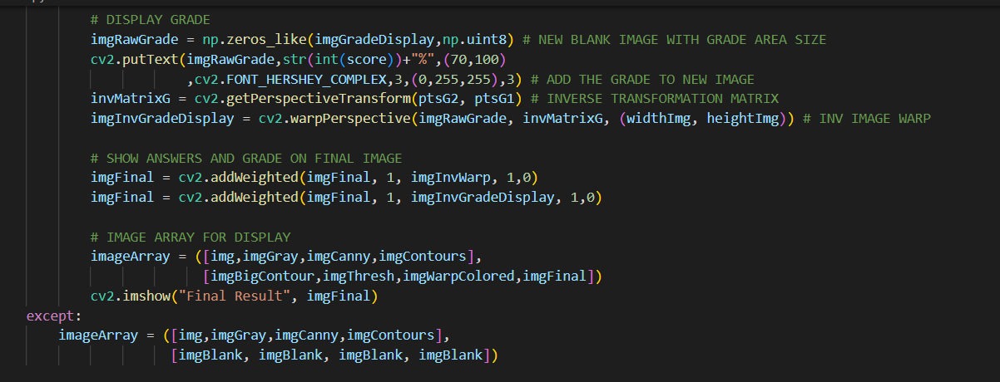 # DISPLAY GRADE
imgRawGrade = np.zeros_like(imgGradeDisplay,np.uint8) # NEW BLANK IMAGE WITH GRADE AREA SIZE
cv2.putText(imgRawGrade,str(int(score))+"%",(70,100)
,cv2.FONT_HERSHEY_COMPLEX,3,(0,255,255),3) # ADD THE GRADE TO NEW IMAGE
invMatrixG = cv2.getPerspectiveTransform(ptsG2, ptsG1) # INVERSE TRANSFORMATION MATRIX
imgInvGradeDisplay = cv2.warpPerspective(imgRawGrade, invMatrixG, (widthImg, heightImg)) # INV IMAGE WARP
# SHOW ANSWERS AND GRADE ON FINAL IMAGE
imgFinal = cv2.addWeighted(imgFinal, 1, imgInvWarp, 1,0)
imgFinal = cv2.addWeighted(imgFinal, 1, imgInvGradeDisplay, 1,0)
# IMAGE ARRAY FOR DISPLAY
imageArray = ([img,imgGray,imgCanny,imgContours],
[imgBigContour,imgThresh,imgWarpColored,imgFinal])
cv2.imshow("Final Result", imgFinal)
except:
imageArray = ([img,imgGray,imgCanny,imgContours],
[imgBlank, imgBlank, imgBlank, imgBlank])